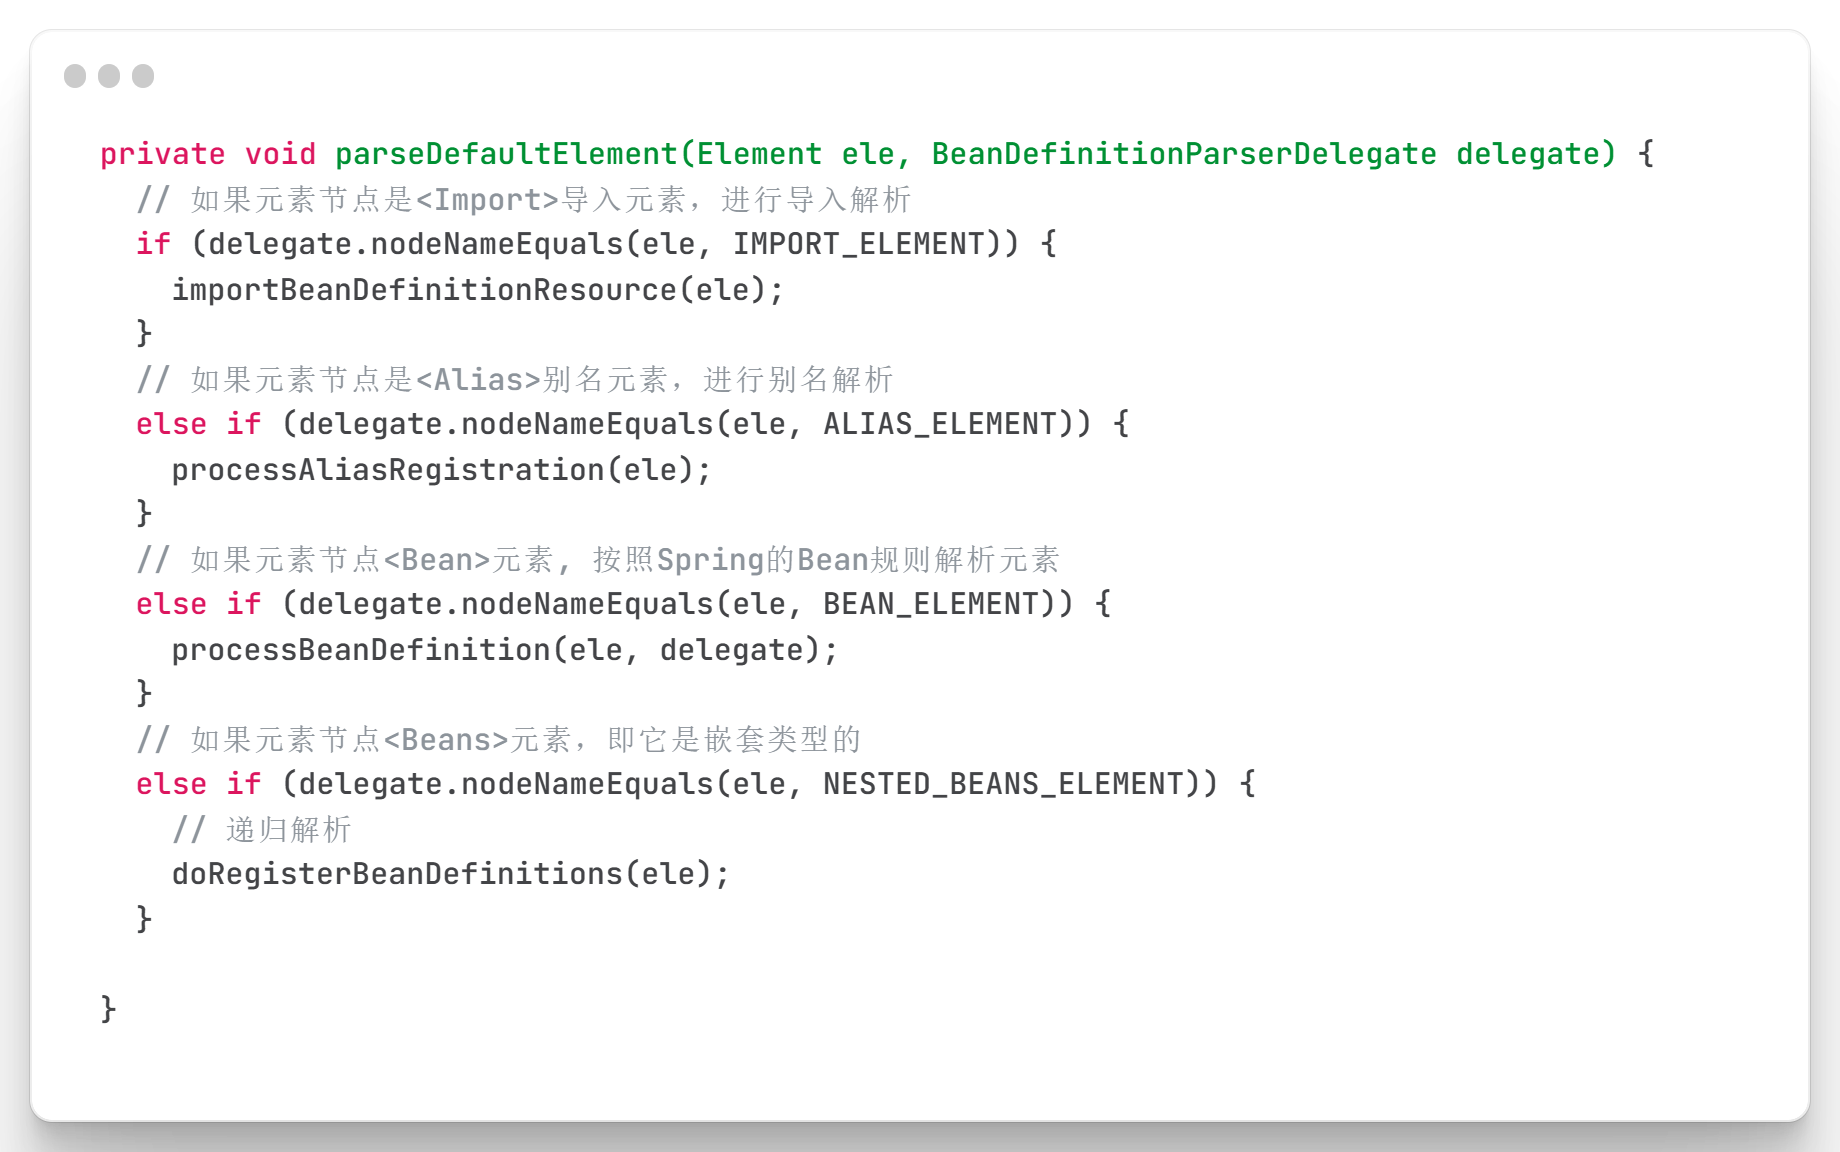 private void parseDefaultElement(Element ele, BeanDefinitionParserDelegate delegate) {
  // 如果元素节点是<Import>导入元素，进行导入解析
  if (delegate.nodeNameEquals(ele, IMPORT_ELEMENT)) {
    importBeanDefinitionResource(ele);
  }
  // 如果元素节点是<Alias>别名元素，进行别名解析
  else if (delegate.nodeNameEquals(ele, ALIAS_ELEMENT)) {
    processAliasRegistration(ele);
  }
  // 如果元素节点<Bean>元素, 按照Spring的Bean规则解析元素
  else if (delegate.nodeNameEquals(ele, BEAN_ELEMENT)) {
    processBeanDefinition(ele, delegate);
  }
  // 如果元素节点<Beans>元素，即它是嵌套类型的
  else if (delegate.nodeNameEquals(ele, NESTED_BEANS_ELEMENT)) {
    // 递归解析
    doRegisterBeanDefinitions(ele);
  }
}